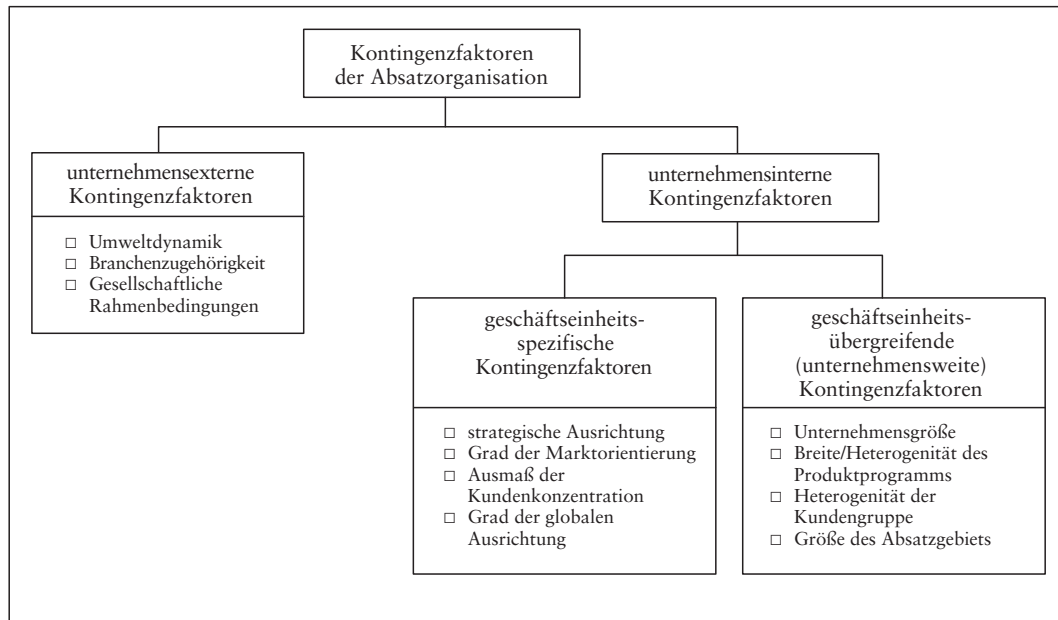 Kontingenzfaktoren
der Absatzorganisation
unternehmensexterne
Kontingenzfaktoren
□ Umweltdynamik
□ Branchenzugehörigkeit
□ Gesellschaftliche
Rahmenbedingungen
unternehmensinterne
Kontingenzfaktoren
geschäftseinheits-
spezifische
Kontingenzfaktoren
□ strategische Ausrichtung
□ Grad der Marktorientierung
□ Ausmaß der
Kundenkonzentration
□ Grad der globalen
Ausrichtung
geschäftseinheits-
übergreifende
(unternehmensweite)
Kontingenzfaktoren
□ Unternehmensgröße
□ Breite/Heterogenität des
Produktprogramms
□ Heterogenität der
Kundengruppe
□ Größe des Absatzgebiets